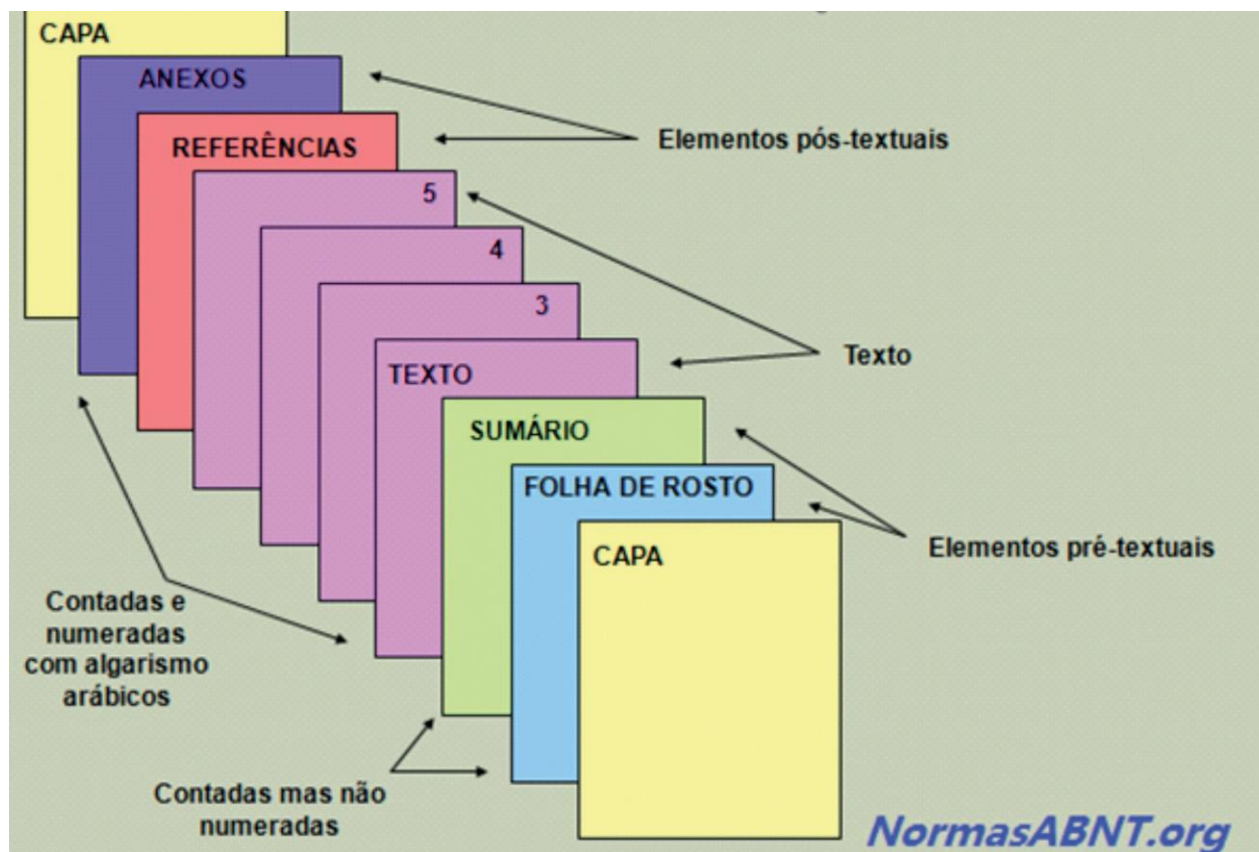 CAPA
ANEXOS
REFERÊNCIAS
5
4
3
TEXTO
SUMÁRIO
FOLHA DE ROSTO
CAPA
Elementos pós-textuais
Texto
Elementos pré-textuais
Contadas e
numeradas
com algarismo
arábicos
Contadas mas não
numeradas
NormasABNT.org